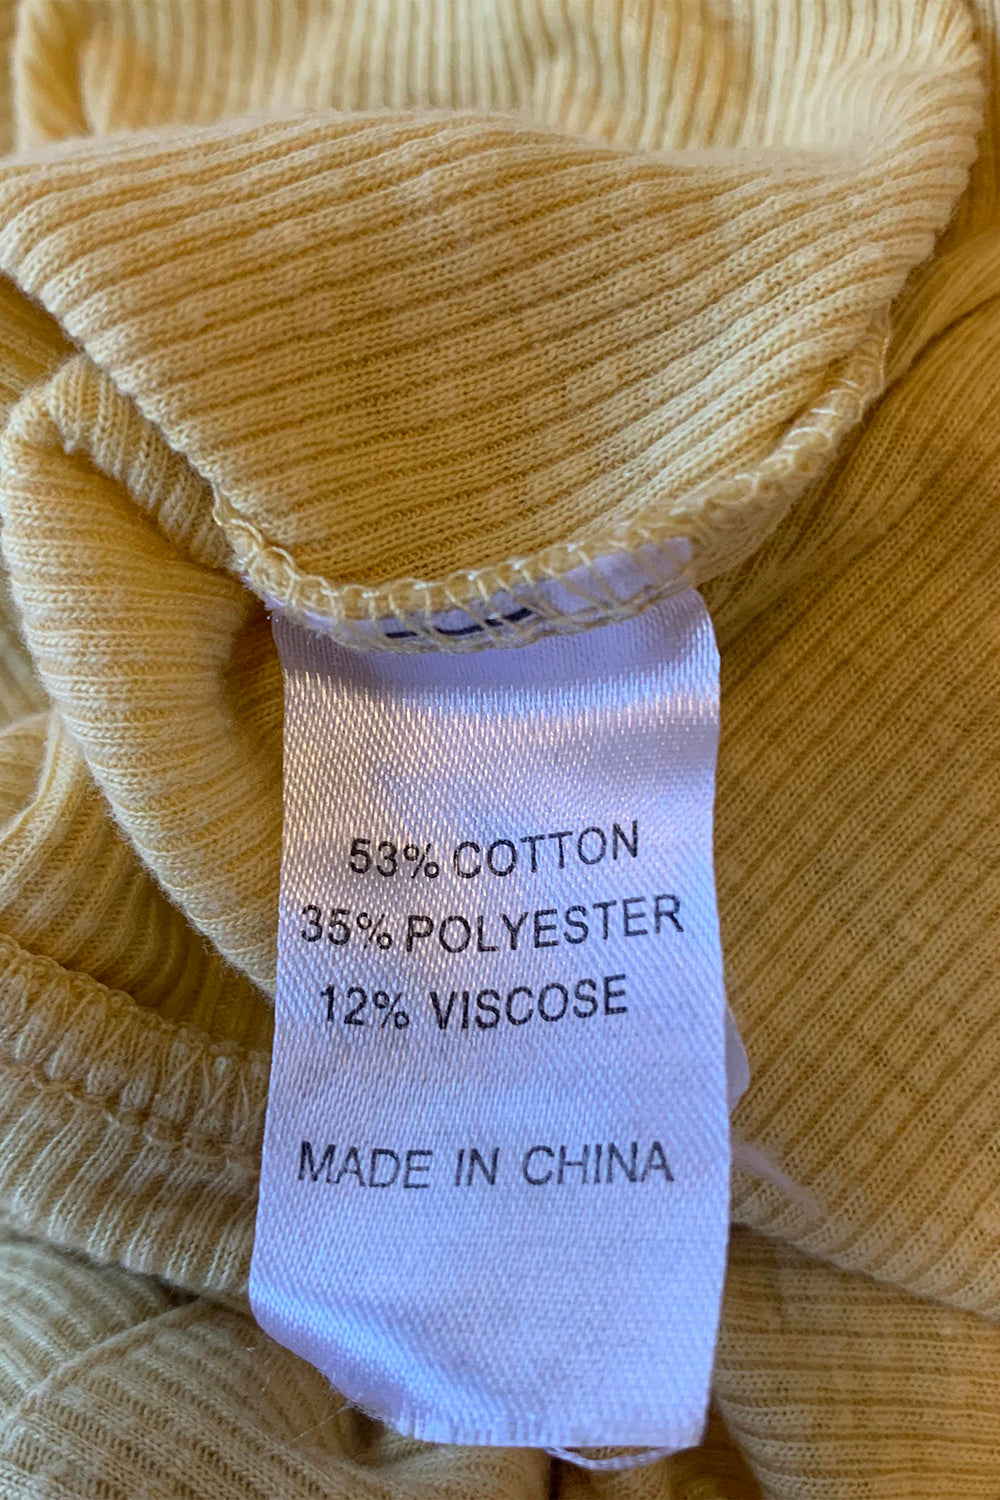 53% COTTON
35% POLYESTER
12% VISCOSE
MADE IN CHINA